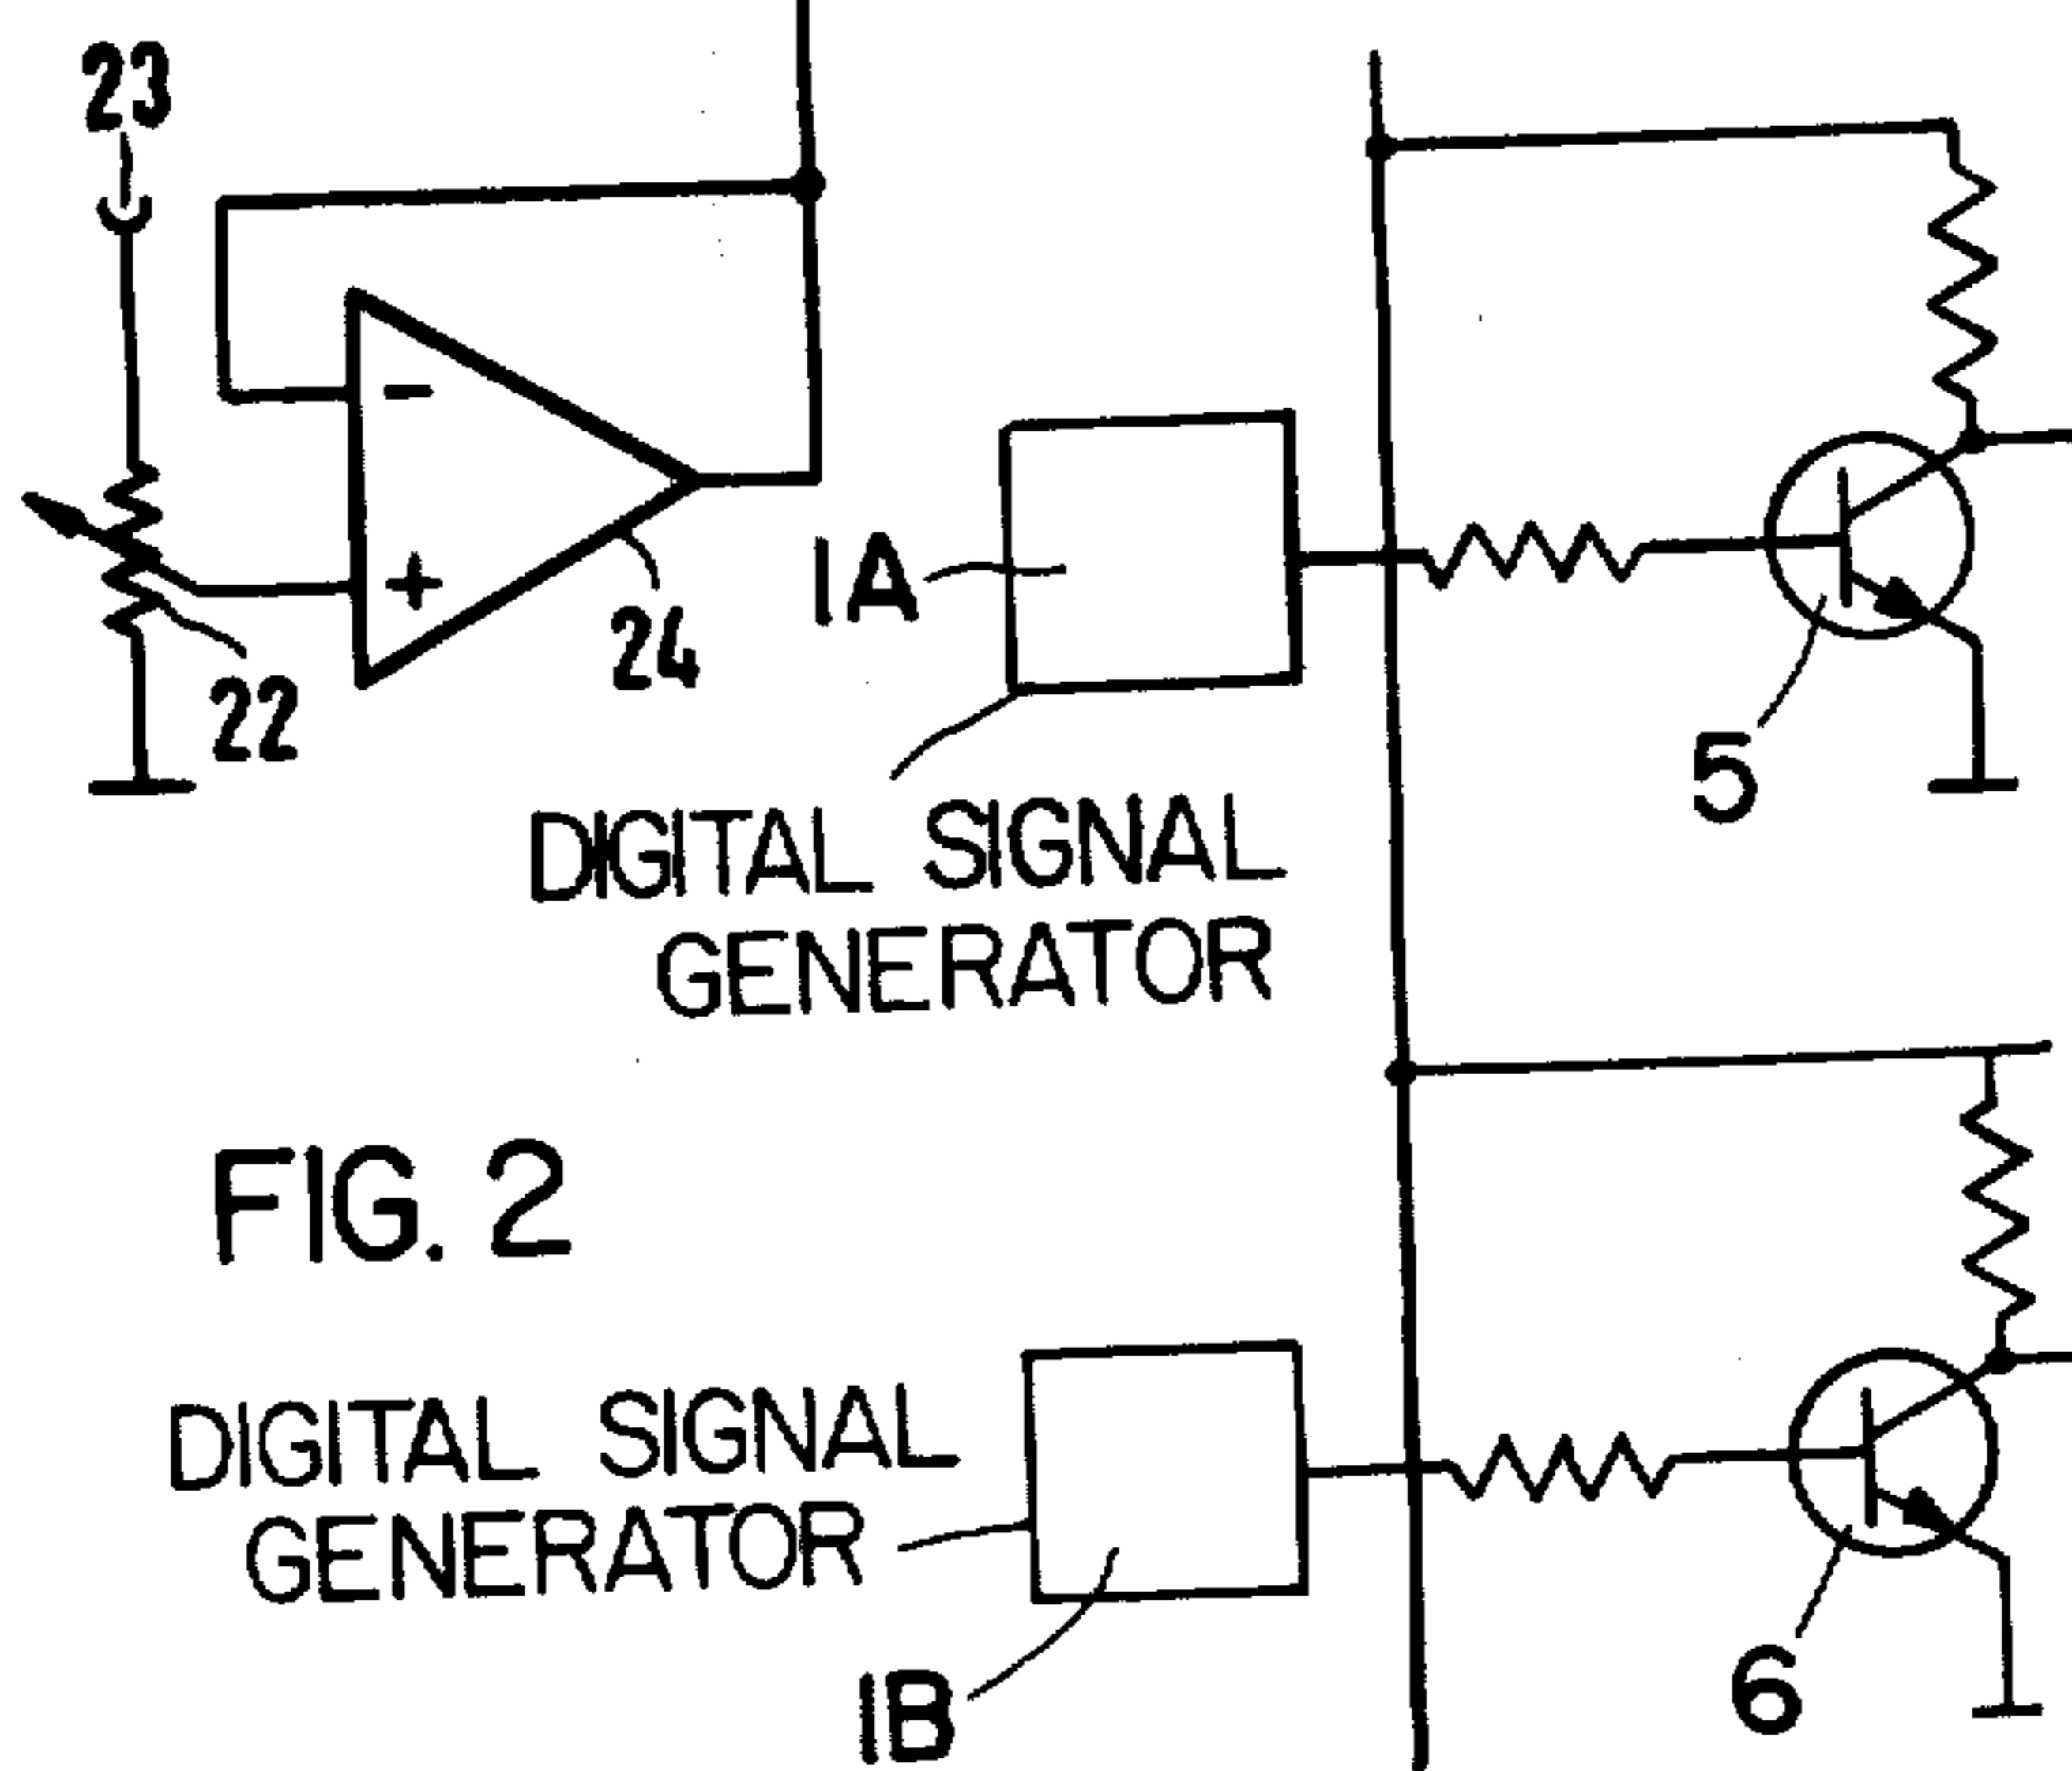 23
-
+
24
22
1A
5
DIGITAL SIGNAL
GENERATOR
FIG. 2
DIGITAL SIGNAL
GENERATOR
1B
6